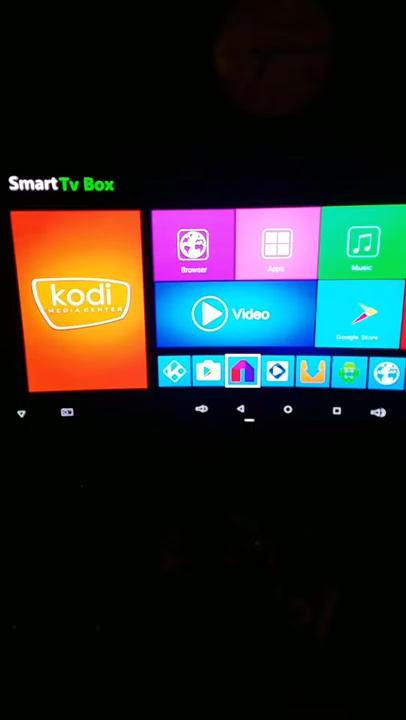 Smart Tv Box
kodi
MEDIA CENTER
Browser
Apps
Music
Video
Google Store